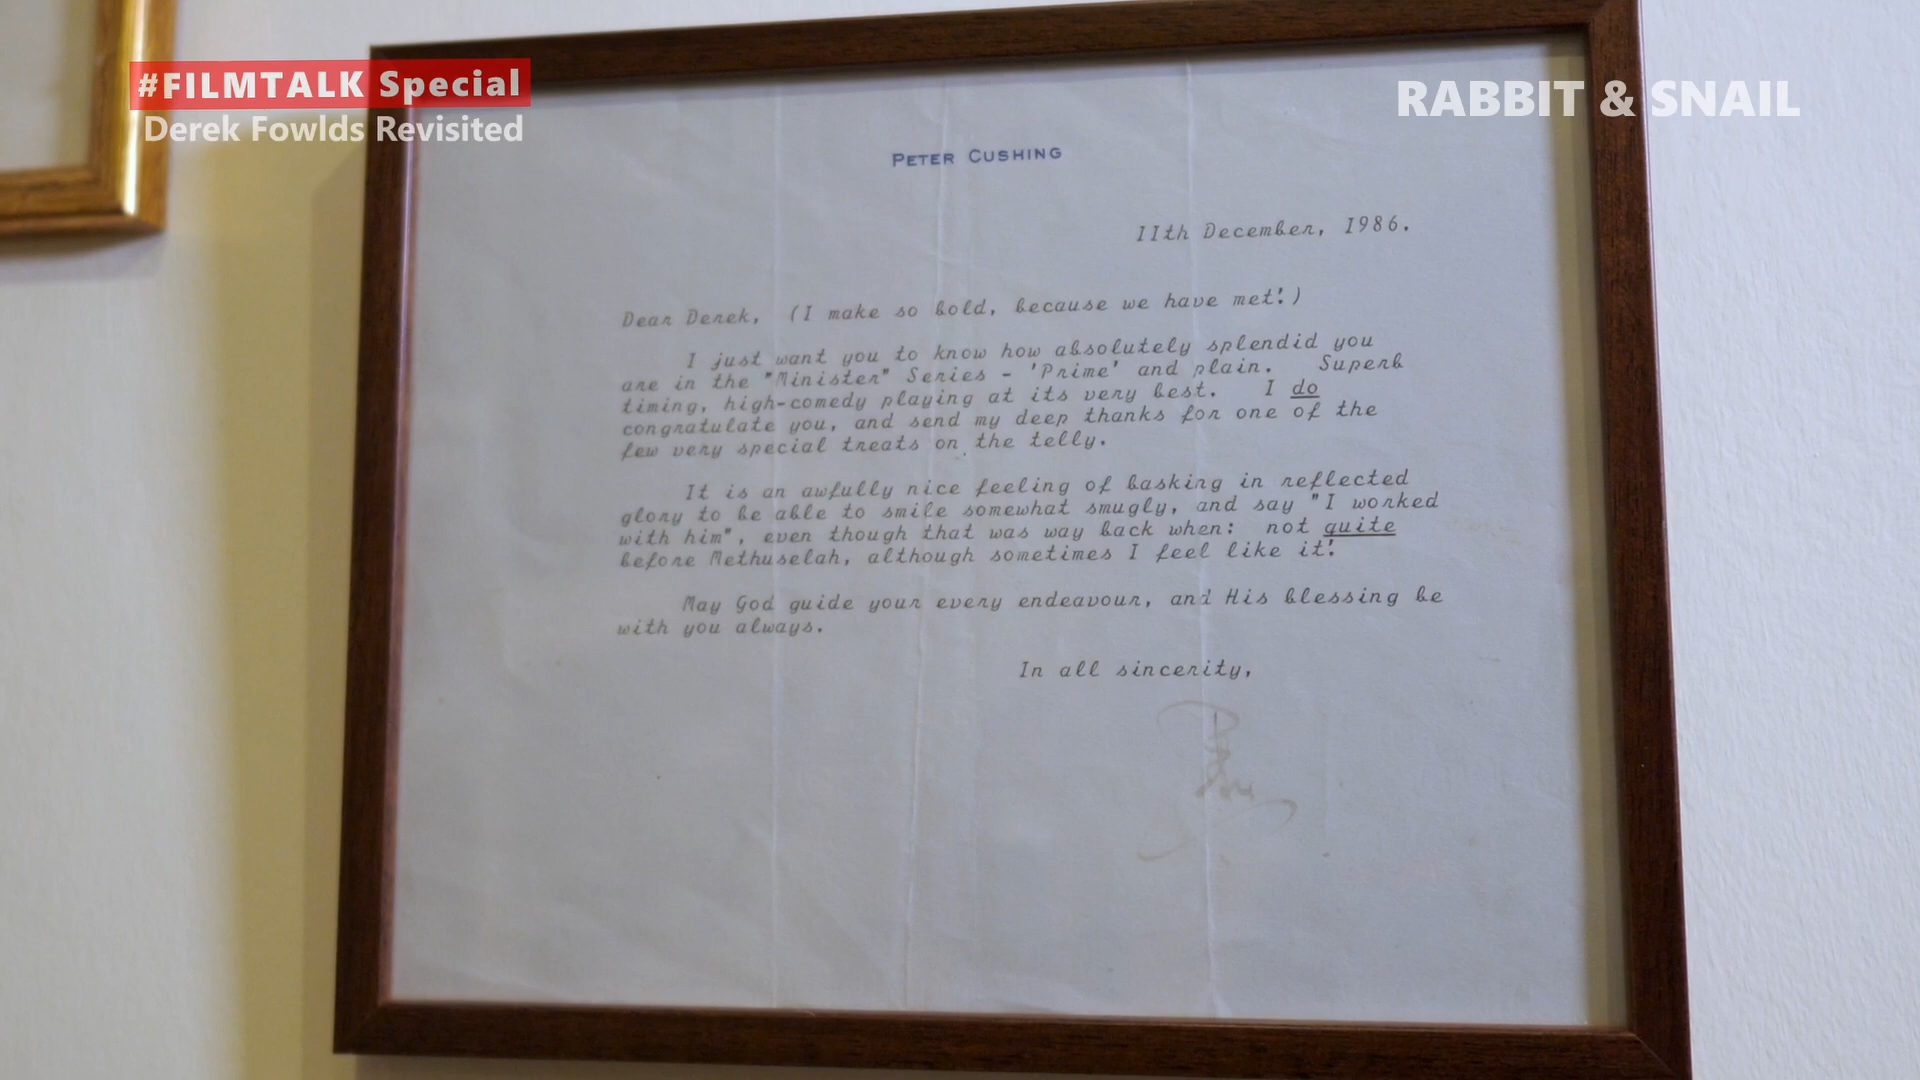 #FILMTALK Special
Derek Fowlds Revisited
RABBIT & SNAIL
PETER CUSHING
11th December, 1986.
Dear Derek, (I make so bold, because we have met!)
I just want you to know how absolutely splendid you
are in the "Minister" Series - 'Prime' and plain. Superb
timing, high-comedy playing at its very best. I do
congratulate you, and send my deep thanks for one of the
few very special treats on the telly.
It is an awfully nice feeling of basking in reflected
glory to be able to smile somewhat smugly, and say "I worked
with him", even though that was way back when: not quite
before Methuselah, although sometimes I feel like it!
May God guide your every endeavour, and His blessing be
with you always.
In all sincerity,